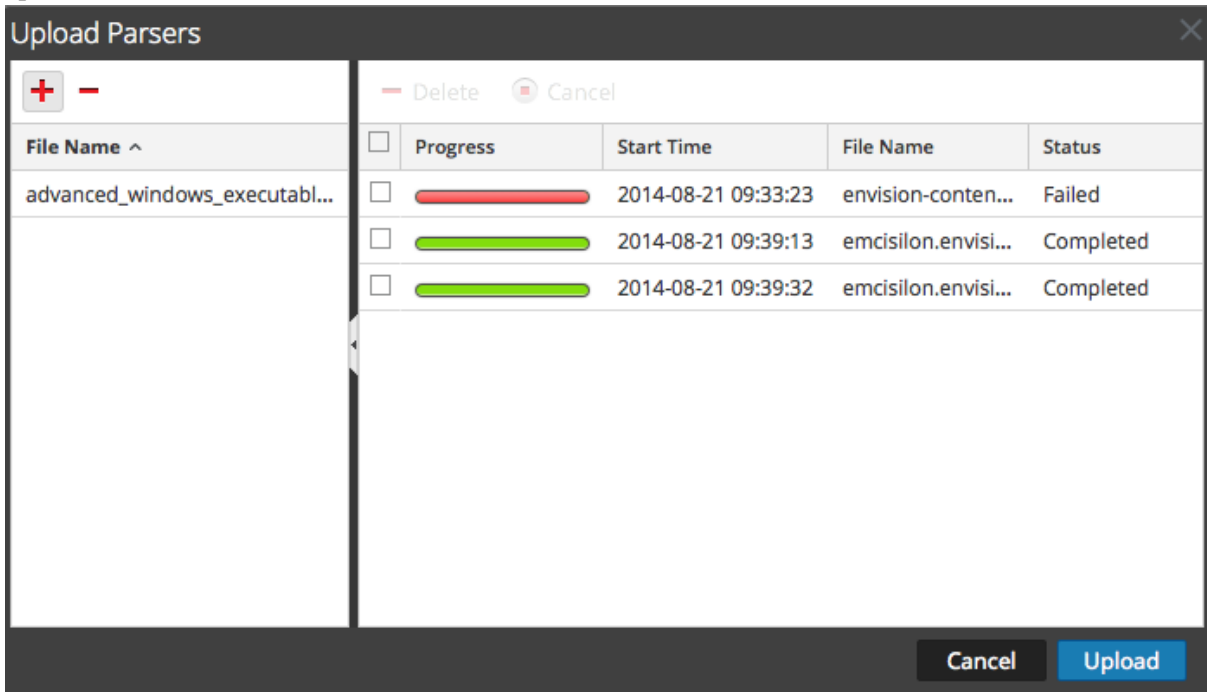 Upload Parsers
Delete Cancel
File Name
Progress Start Time File Name Status
advanced_windows_executabl...
2014-08-21 09:33:23 envision-conten... Failed
2014-08-21 09:39:13 emcisilon.envisi... Completed
2014-08-21 09:39:32 emcisilon.envisi... Completed
Cancel Upload